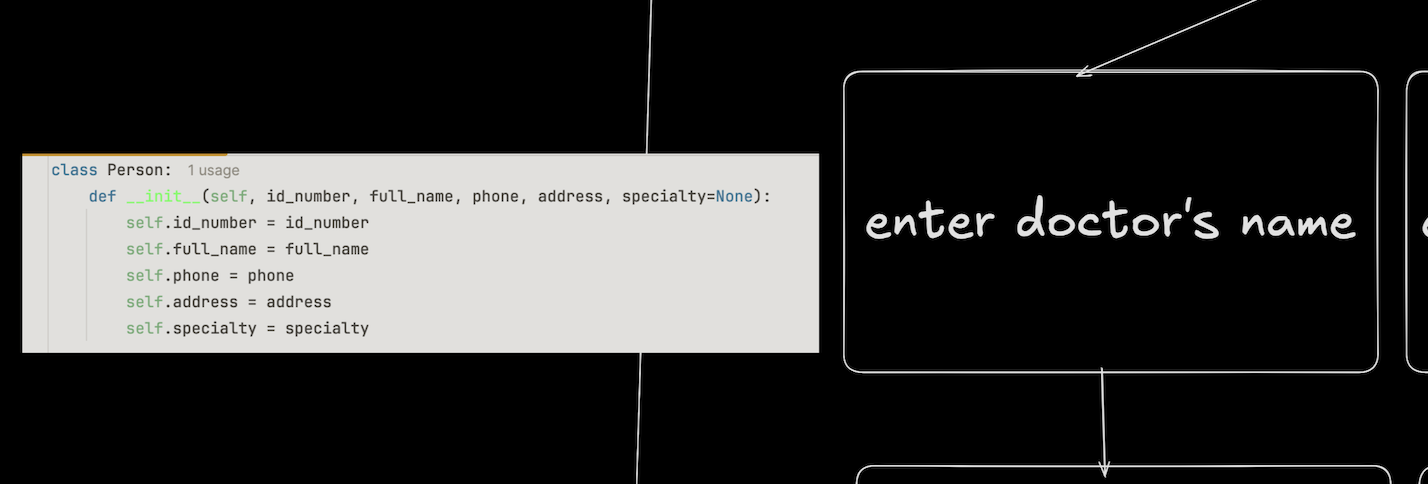 class Person: 1 usage
def __init__(self, id_number, full_name, phone, address, specialty=None):
self.id_number = id_number
self.full_name = full_name
self.phone = phone
self.address = address
self.specialty = specialty
enter doctor's name